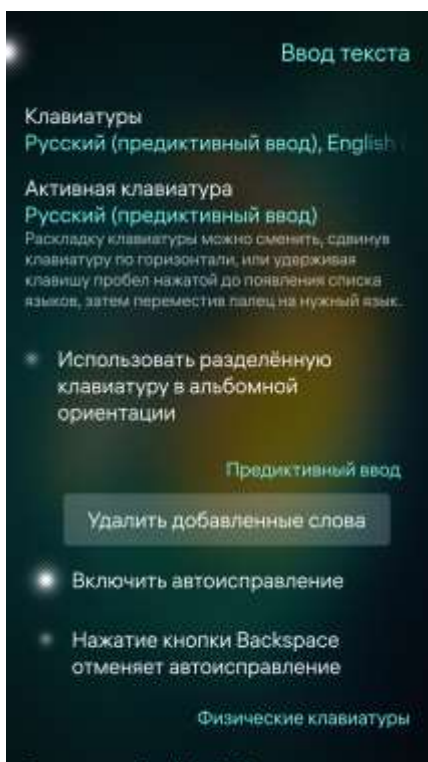 Ввод текста
Клавиатуры
Русский (предиктивный ввод), English
Активная клавиатура
Русский (предиктивный ввод)
Раскладку клавиатуры можно сменить, сдвинув
клавиатуру по горизонтали, или удерживая
клавишу пробел нажатой до появления списка
языков, затем переместив палец на нужный язык.
Использовать разделённую
клавиатуру в альбомной
ориентации
Предиктивный ввод
Удалить добавленные слова
Включить автоисправление
Нажатие кнопки Backspace
отменяет автоисправление
Физические клавиатуры